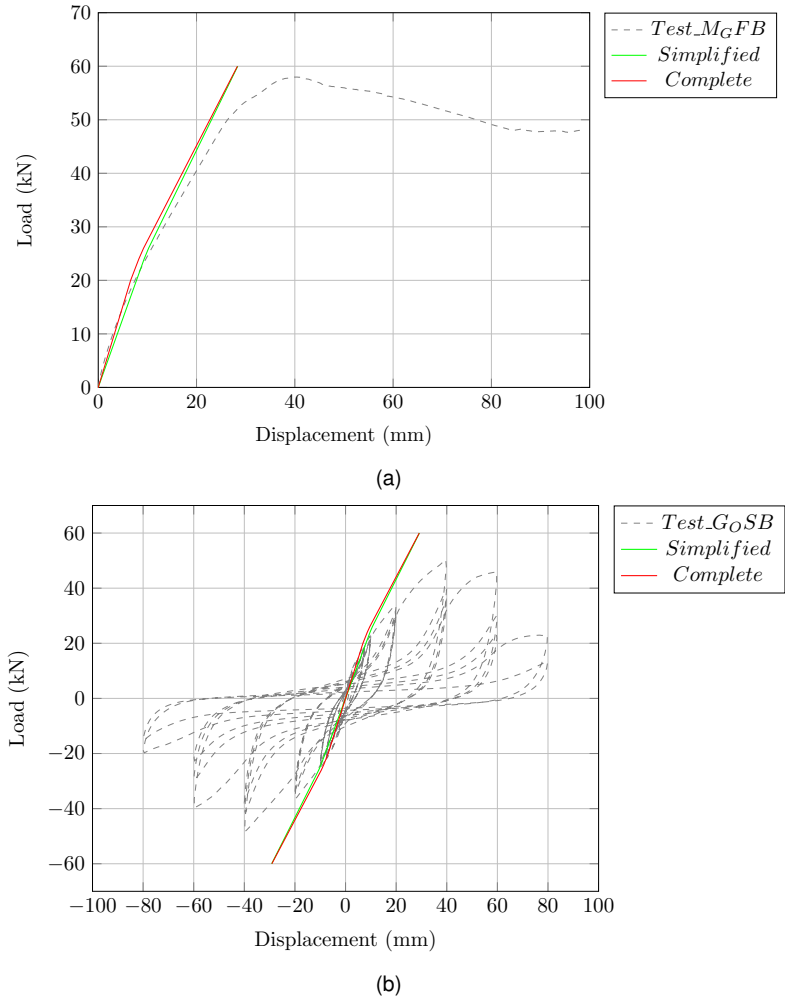 70
60
50
40
30
20
10
0
Load (kN)
0 20 40 60 80 100
Displacement (mm)
Test_M_GFB
Simplified
Complete
(a)
60
40
20
0
−20
−40
−60
Load (kN)
−100 −80 −60 −40 −20 0 20 40 60 80 100
Displacement (mm)
Test_G_OSB
Simplified
Complete
(b)